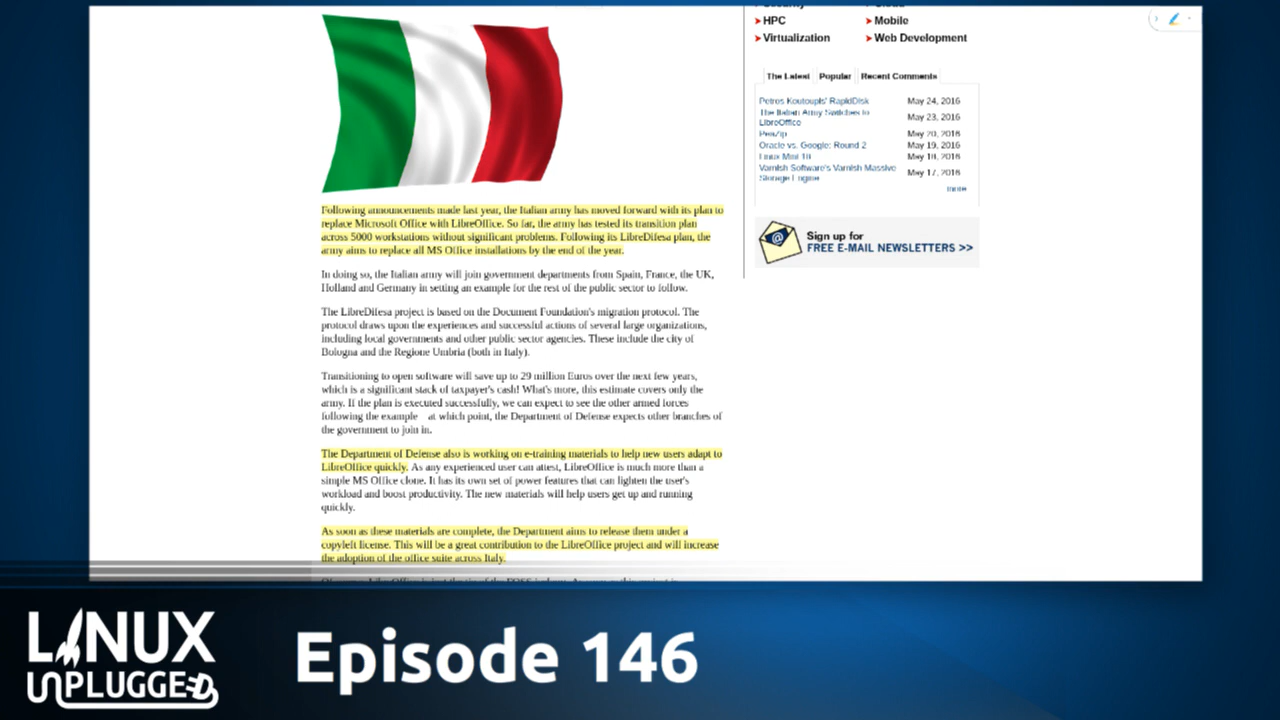 Security
Cloud
➤HPC
➤Mobile
➤Virtualization
➤Web Development
The Latest Popular Recent Comments
Petros Koutoupis' RapidDisk May 24, 2016
The Italian Army Switches to
LibreOffice May 23, 2016
PeaZip May 20, 2016
Oracle vs. Google: Round 2 May 19, 2016
Linux Mint 18 May 18, 2016
Varnish Software's Varnish Massive
Storage Engine May 17, 2016
more
Sign up for
FREE E-MAIL NEWSLETTERS >>
Following announcements made last year, the Italian army has moved forward with its plan to
replace Microsoft Office with LibreOffice. So far, the army has tested its transition plan
across 5000 workstations without significant problems. Following its LibreDifesa plan, the
army aims to replace all MS Office installations by the end of the year.
In doing so, the Italian army will join government departments from Spain, France, the UK,
Holland and Germany in setting an example for the rest of the public sector to follow.
The LibreDifesa project is based on the Document Foundation's migration protocol. The
protocol draws upon the experiences and successful actions of several large organizations,
including local governments and other public sector agencies. These include the city of
Bologna and the Regione Umbria (both in Italy).
Transitioning to open software will save up to 29 million Euros over the next few years,
which is a significant stack of taxpayer's cash! What's more, this estimate covers only the
army. If the plan is executed successfully, we can expect to see the other armed forces
following the example at which point, the Department of Defense expects other branches of
the government to join in.
The Department of Defense also is working on e-training materials to help new users adapt to
LibreOffice quickly. As any experienced user can attest, LibreOffice is much more than a
simple MS Office clone. It has its own set of power features that can lighten the user's
workload and boost productivity. The new materials will help users get up and running
quickly.
As soon as these materials are complete, the Department aims to release them under a
copyleft license. This will be a great contribution to the LibreOffice project and will increase
the adoption of the office suite across Italy.
LINUX
UNPLUGGED
Episode 146